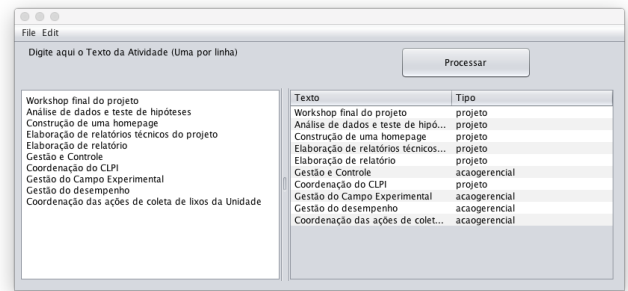 File Edit
Digite aqui o Texto da Atividade (Uma por linha)
Processar
Workshop final do projeto
Análise de dados e teste de hipóteses
Construção de uma homepage
Elaboração de relatórios técnicos do projeto
Elaboração de relatório
Gestão e Controle
Coordenação do CLPI
Gestão do Campo Experimental
Gestão do desempenho
Coordenação das ações de coleta de lixos da Unidade
Texto Tipo
Workshop final do projeto projeto
Análise de dados e teste de hipó... projeto
Construção de uma homepage projeto
Elaboração de relatórios técnicos... projeto
Elaboração de relatório projeto
Gestão e Controle acaogerencial
Coordenação do CLPI projeto
Gestão do Campo Experimental acaogerencial
Gestão do desempenho acaogerencial
Coordenação das ações de colet... acaogerencial